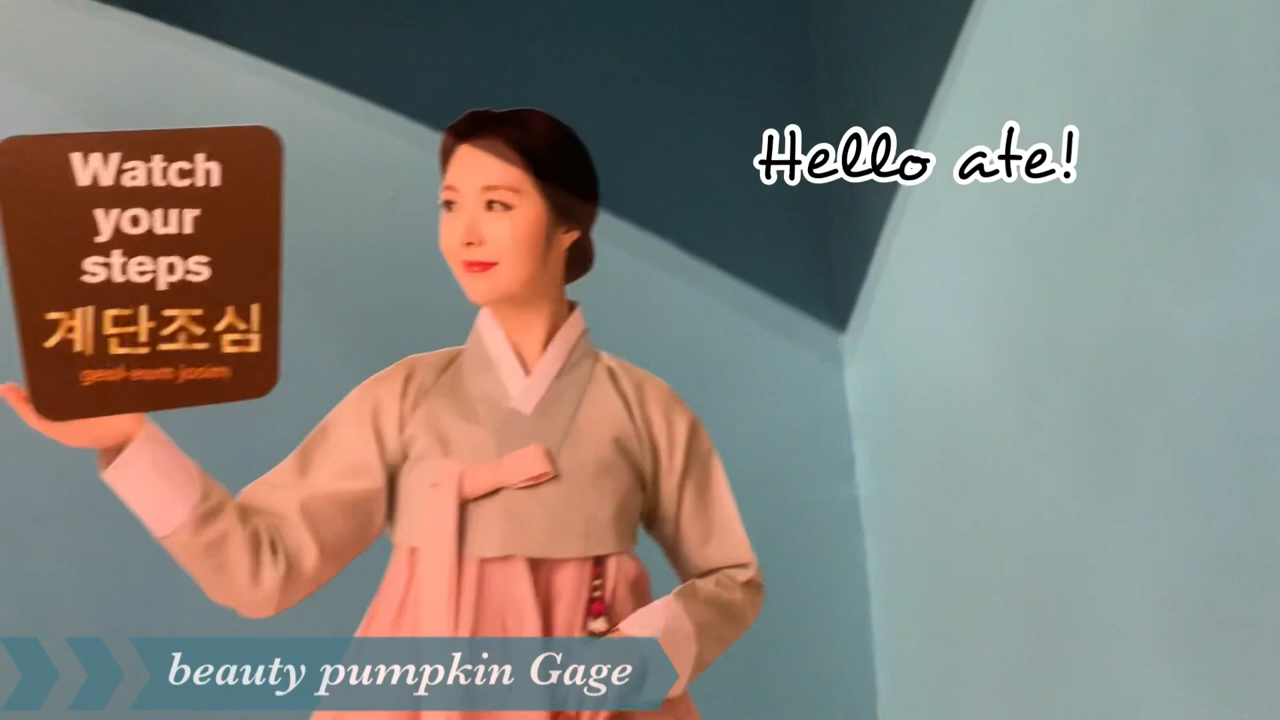 Watch
your
steps
계단조심
Hello ate!
beauty pumpkin Gage